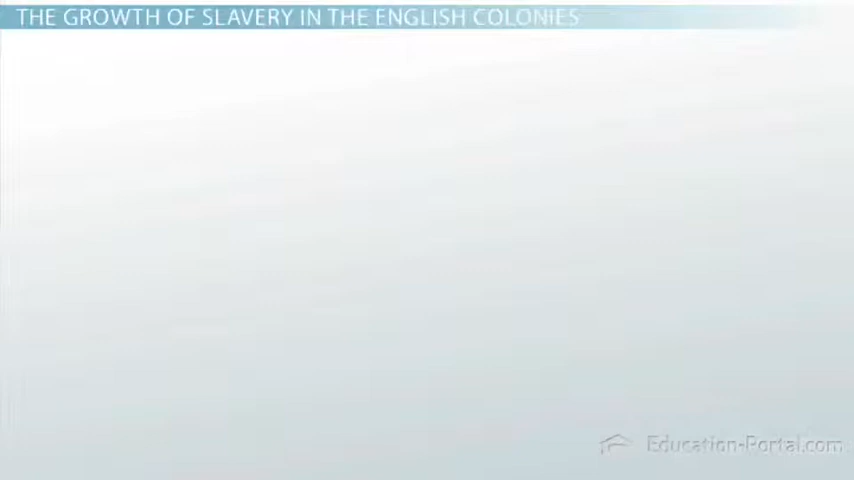 THE GROWTH OF SLAVERY IN THE ENGLISH COLONIES
Education-Portal.com